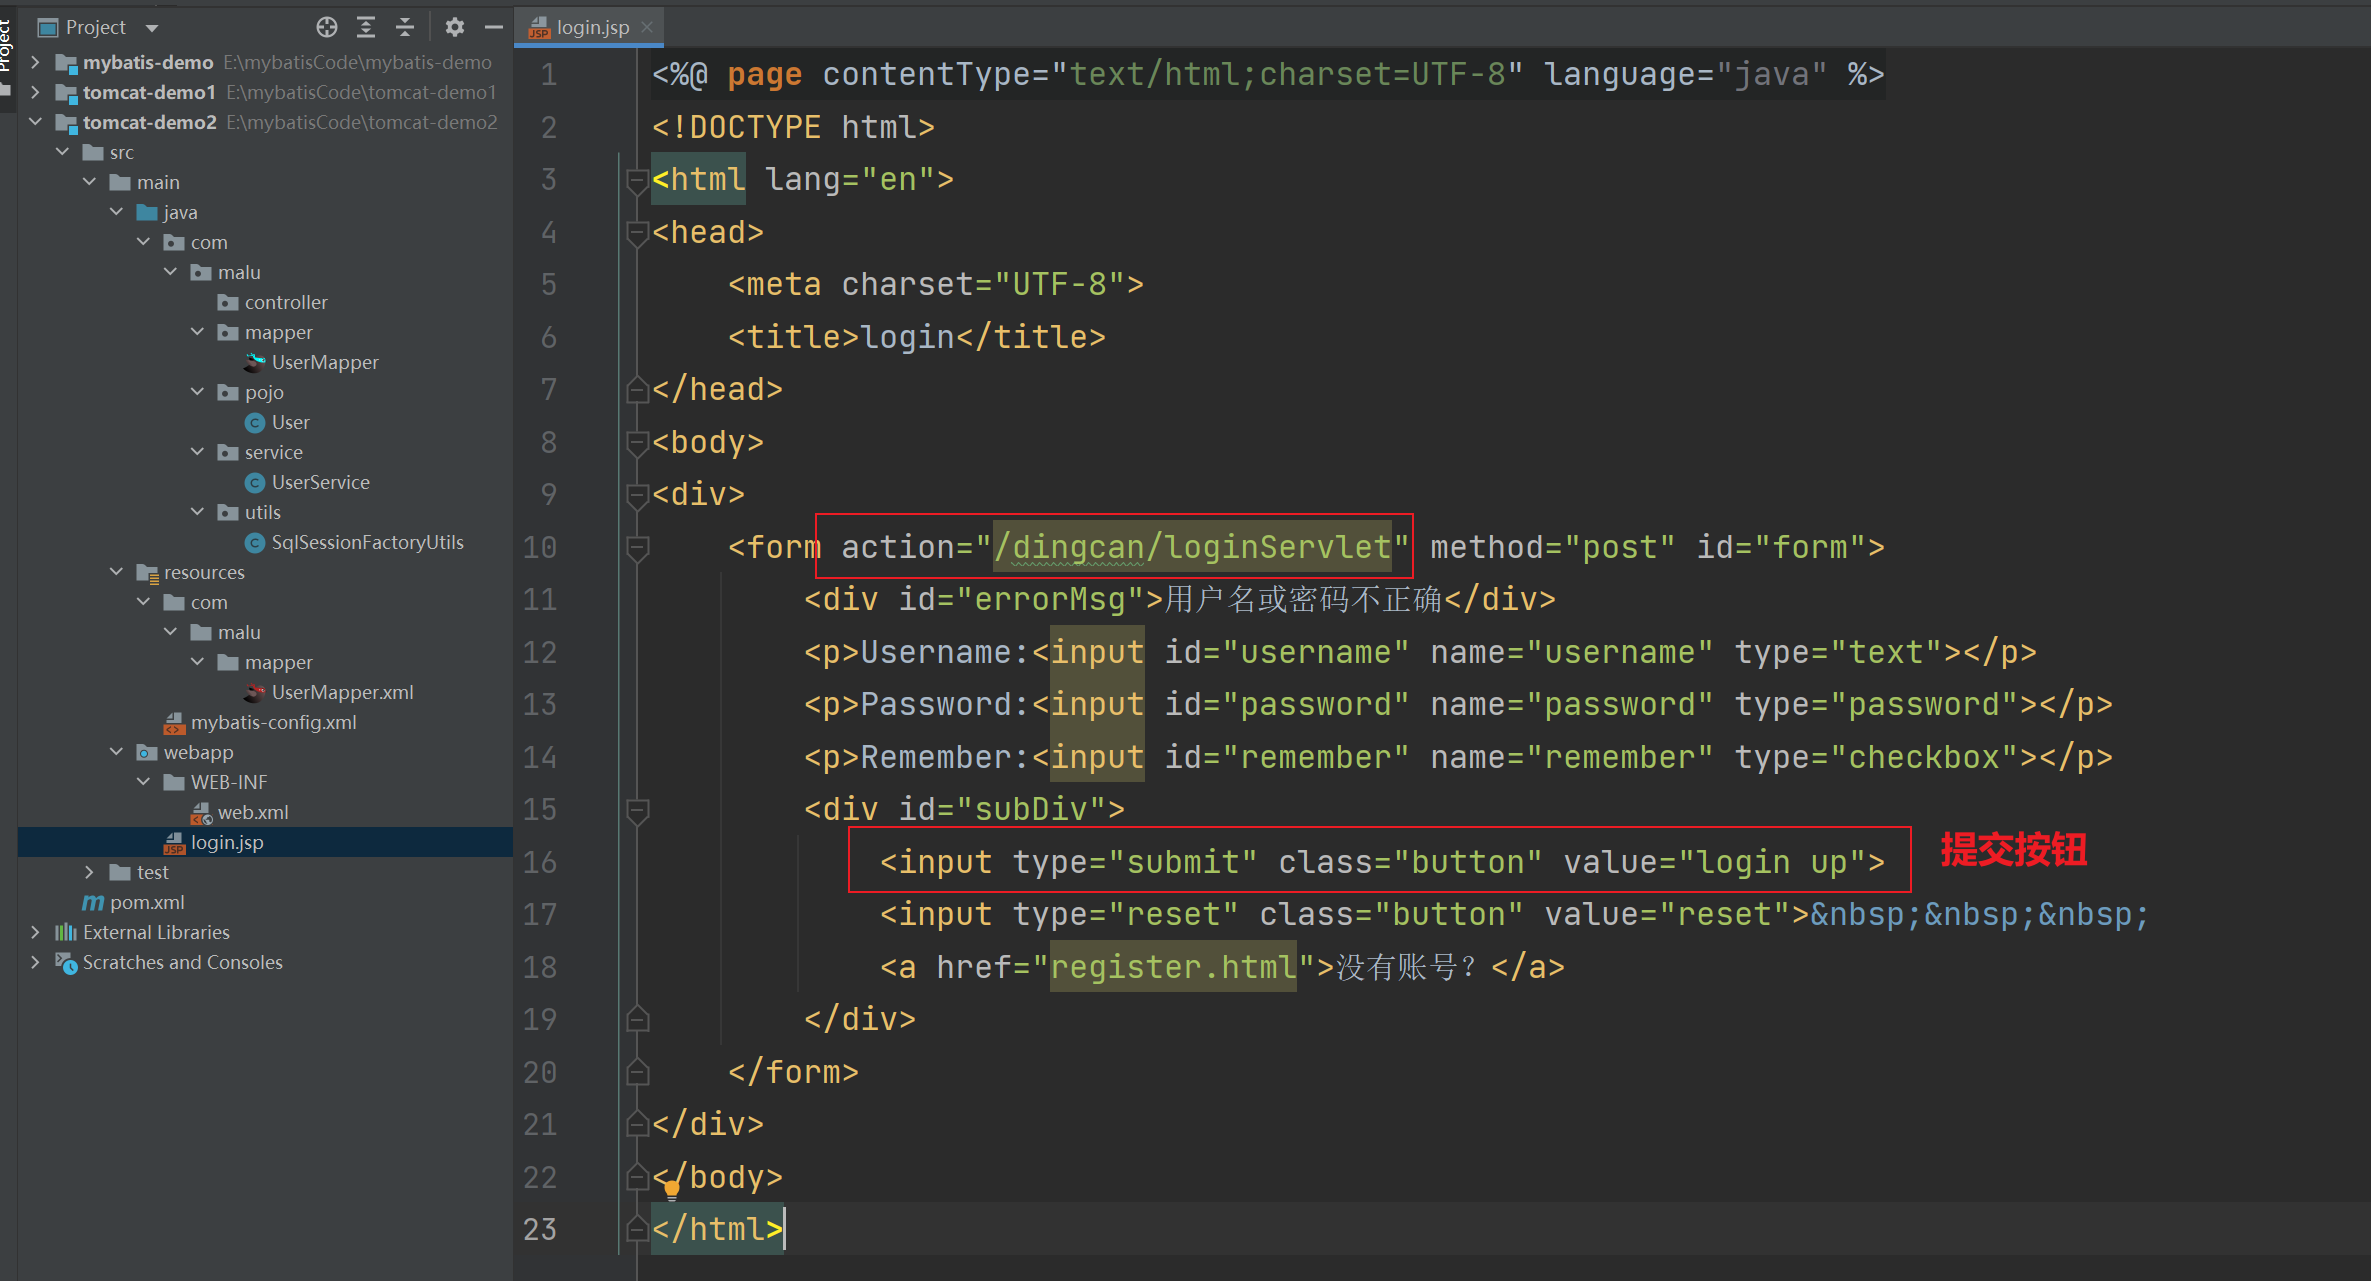 Project
Project
mybatis-demo E:\mybatisCode\mybatis-demo
tomcat-demo1 E:\mybatisCode\tomcat-demo1
tomcat-demo2 E:\mybatisCode\tomcat-demo2
src
main
java
com
malu
controller
mapper
UserMapper
pojo
User
service
UserService
utils
SqlSessionFactoryUtils
resources
com
malu
mapper
UserMapper.xml
mybatis-config.xml
webapp
WEB-INF
web.xml
login.jsp
test
pom.xml
External Libraries
Scratches and Consoles
login.jsp
1 <%@ page contentType="text/html;charset=UTF-8" language="java" %>
2 <!DOCTYPE html>
3 <html lang="en">
4 <head>
5 <meta charset="UTF-8">
6 <title>login</title>
7 </head>
8 <body>
9 <div>
10 <form action="/dingcan/loginServlet" method="post" id="form">
11 <div id="errorMsg">用户名或密码不正确</div>
12 <p>Username:<input id="username" name="username" type="text"></p>
13 <p>Password:<input id="password" name="password" type="password"></p>
14 <p>Remember:<input id="remember" name="remember" type="checkbox"></p>
15 <div id="subDiv">
16 <input type="submit" class="button" value="login up">
提交按钮
17 <input type="reset" class="button" value="reset">&nbsp;&nbsp;&nbsp;
18 <a href="register.html">没有账号？</a>
19 </div>
20 </form>
21 </div>
22 </body>
23 </html>